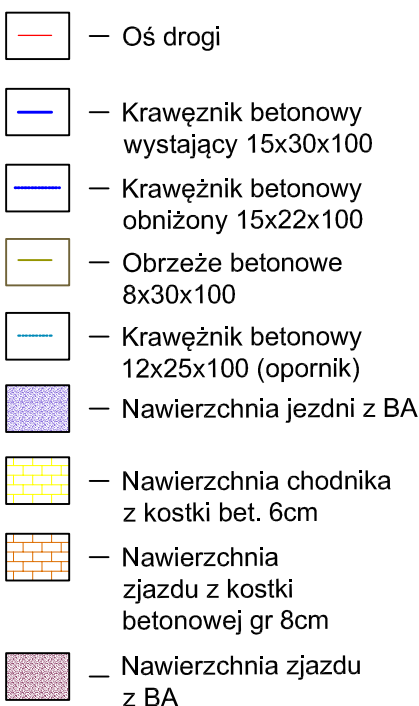 — Oś drogi
— Krawęznik betonowy
wystający 15x30x100
— Krawężnik betonowy
obniżony 15x22x100
— Obrzeże betonowe
8x30x100
— Krawężnik betonowy
12x25x100 (opornik)
— Nawierzchnia jezdni z BA
— Nawierzchnia chodnika
z kostki bet. 6cm
— Nawierzchnia
zjazdu z kostki
betonowej gr 8cm
— Nawierzchnia zjazdu
z BA